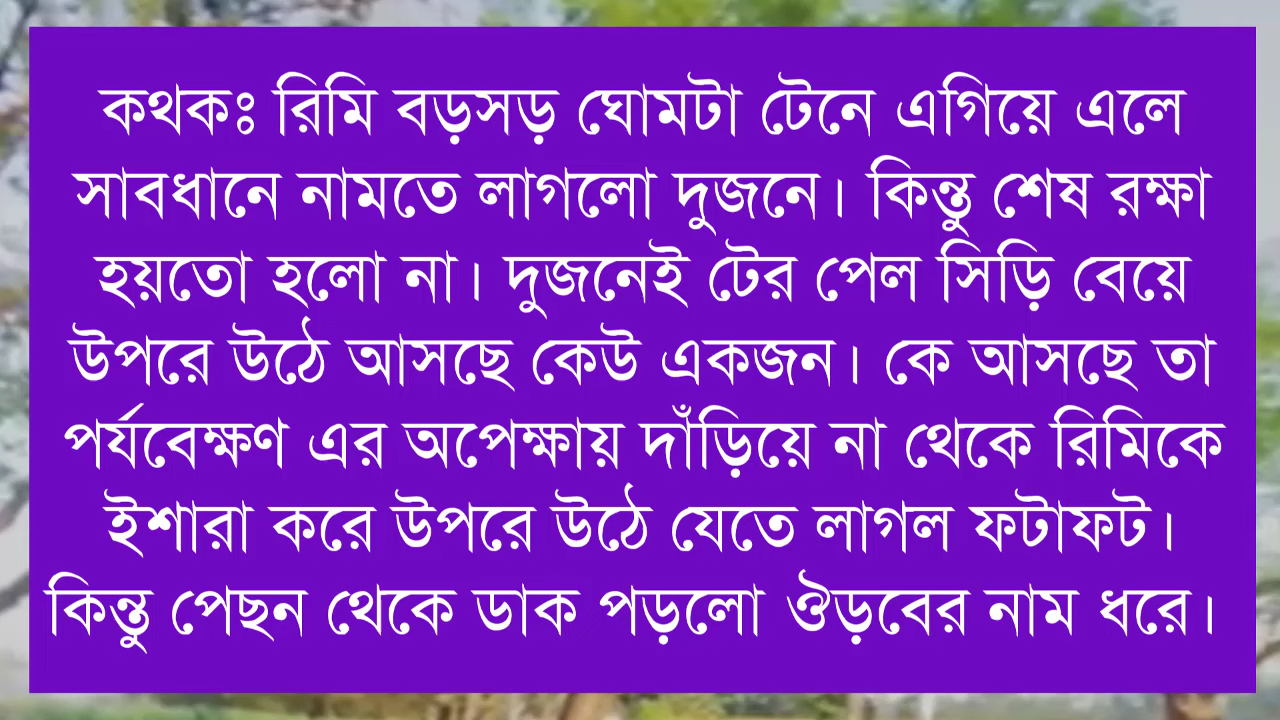 কথকঃ রিমি বড়সড় ঘোমটা টেনে এগিয়ে এলে
সাবধানে নামতে লাগলো দুজনে। কিন্তু শেষ রক্ষা
হয়তো হলো না। দুজনেই টের পেল সিড়ি বেয়ে
উপরে উঠে আসছে কেউ একজন। কে আসছে তা
পর্যবেক্ষণ এর অপেক্ষায় দাঁড়িয়ে না থেকে রিমিকে
ইশারা করে উপরে উঠে যেতে লাগল ফটাফট।
কিন্তু পেছন থেকে ডাক পড়লো ঔড়বের নাম ধরে।